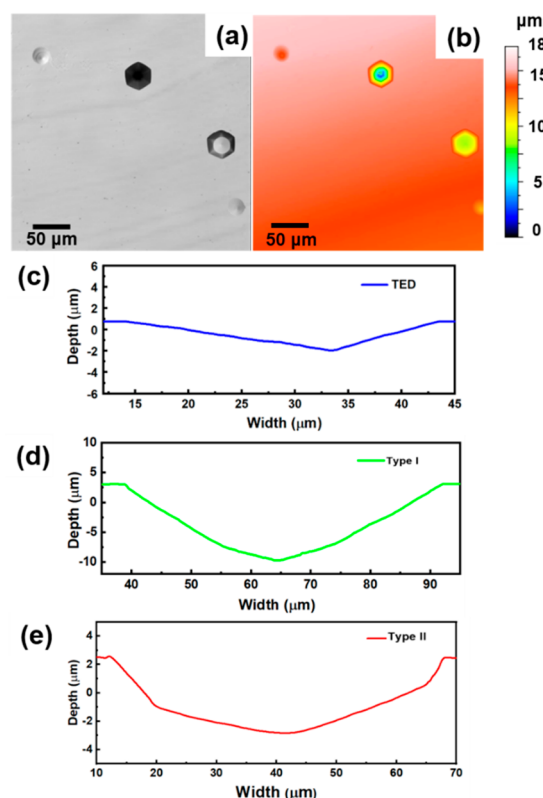 (a)
50 μm
(b)
50 μm
μm
18
15
10
5
0
(c)
TED
Depth (μm)
6
4
2
0
-2
-4
-6
15 20 25 30 35 40 45
Width (μm)
(d)
Type I
Depth (μm)
10
5
0
-5
-10
40 50 60 70 80 90
Width (μm)
(e)
Type II
Depth (μm)
4
2
0
-2
-4
10 20 30 40 50 60 70
Width (μm)